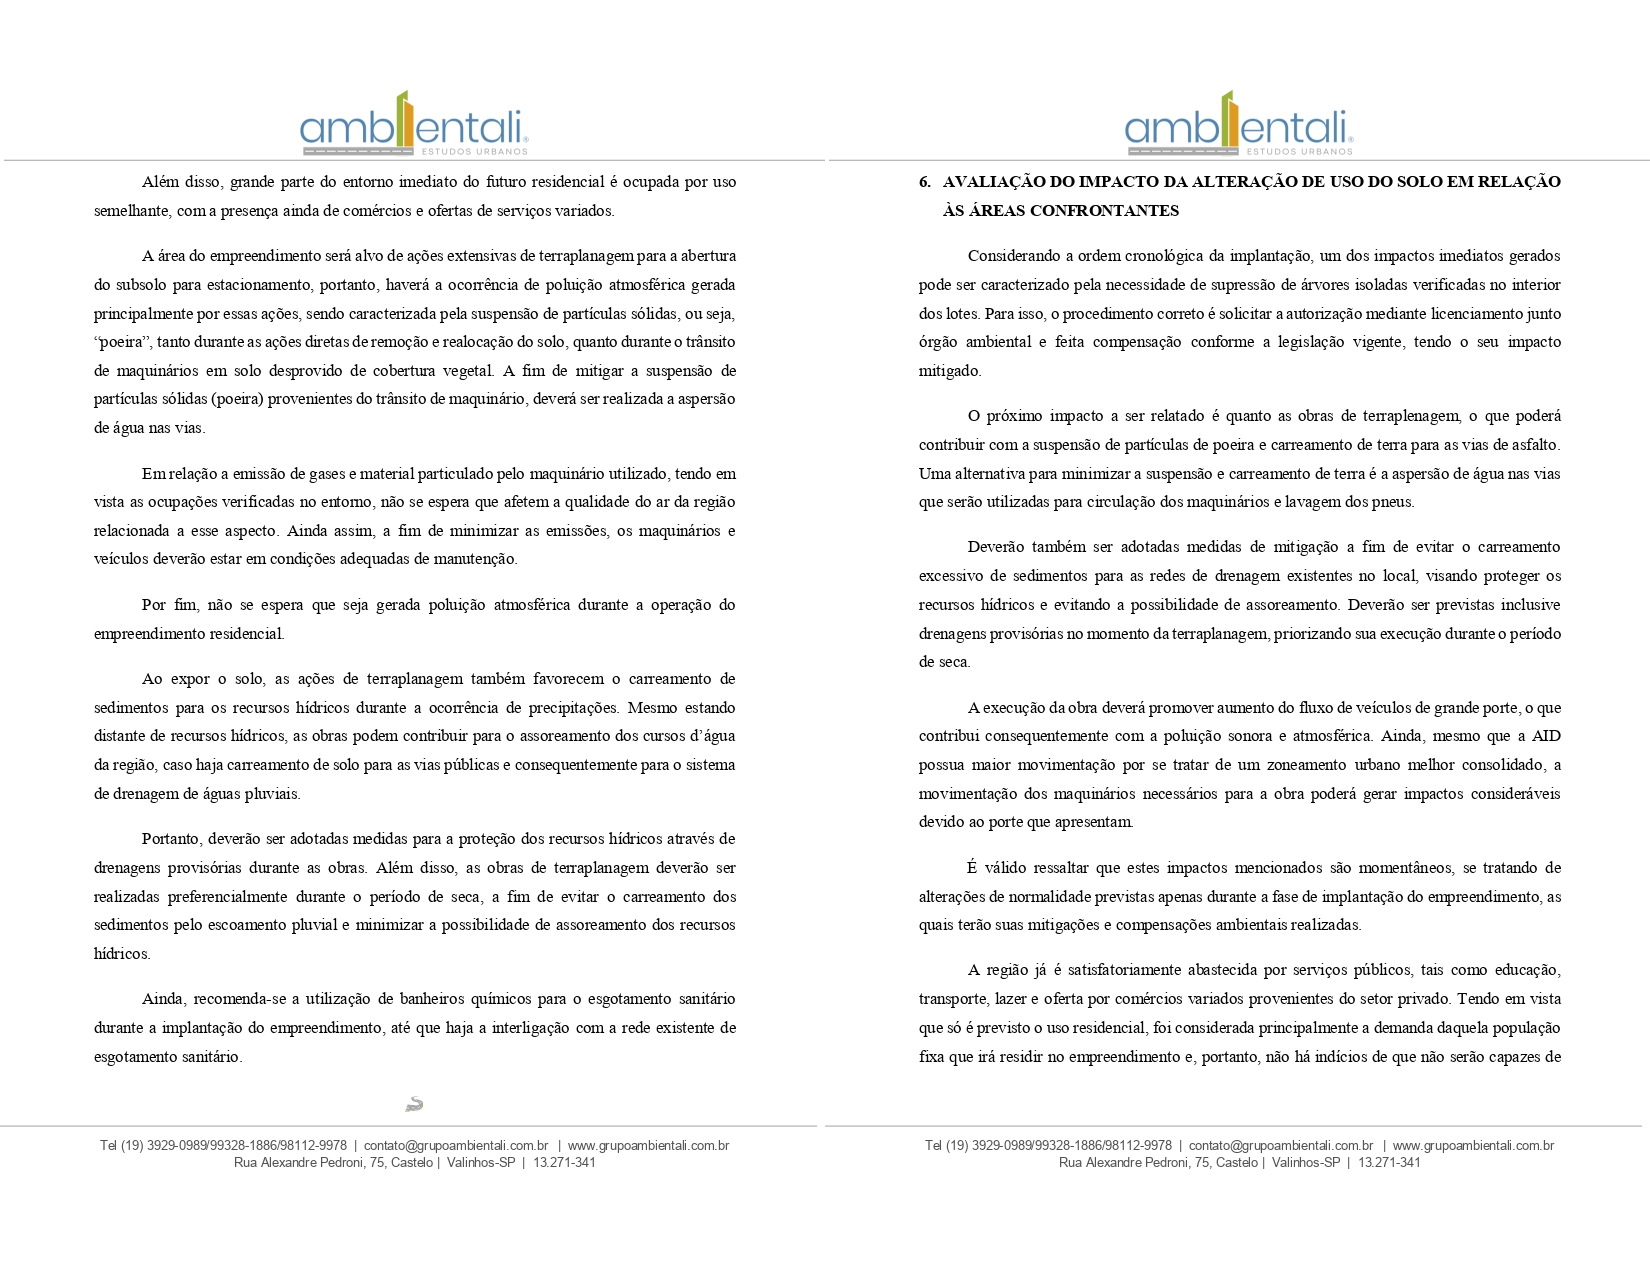 ambientali®
ESTUDOS URBANOS
Além disso, grande parte do entorno imediato do futuro residencial é ocupada por uso
semelhante, com a presença ainda de comércios e ofertas de serviços variados.
A área do empreendimento será alvo de ações extensivas de terraplanagem para a abertura
do subsolo para estacionamento, portanto, haverá a ocorrência de poluição atmosférica gerada
principalmente por essas ações, sendo caracterizada pela suspensão de partículas sólidas, ou seja,
“poeira”, tanto durante as ações diretas de remoção e realocação do solo, quanto durante o trânsito
de maquinários em solo desprovido de cobertura vegetal. A fim de mitigar a suspensão de
partículas sólidas (poeira) provenientes do trânsito de maquinário, deverá ser realizada a aspersão
de água nas vias.
Em relação a emissão de gases e material particulado pelo maquinário utilizado, tendo em
vista as ocupações verificadas no entorno, não se espera que afetem a qualidade do ar da região
relacionada a esse aspecto. Ainda assim, a fim de minimizar as emissões, os maquinários e
veículos deverão estar em condições adequadas de manutenção.
Por fim, não se espera que seja gerada poluição atmosférica durante a operação do
empreendimento residencial.
Ao expor o solo, as ações de terraplanagem também favorecem o carreamento de
sedimentos para os recursos hídricos durante a ocorrência de precipitações. Mesmo estando
distante de recursos hídricos, as obras podem contribuir para o assoreamento dos cursos d’água
da região, caso haja carreamento de solo para as vias públicas e consequentemente para o sistema
de drenagem de águas pluviais.
Portanto, deverão ser adotadas medidas para a proteção dos recursos hídricos através de
drenagens provisórias durante as obras. Além disso, as obras de terraplanagem deverão ser
realizadas preferencialmente durante o período de seca, a fim de evitar o carreamento dos
sedimentos pelo escoamento pluvial e minimizar a possibilidade de assoreamento dos recursos
hídricos.
Ainda, recomenda-se a utilização de banheiros químicos para o esgotamento sanitário
durante a implantação do empreendimento, até que haja a interligação com a rede existente de
esgotamento sanitário.
Tel (19) 3929-0989/99328-1886/98112-9978 | contato@grupoambientali.com.br | www.grupoambientali.com.br
Rua Alexandre Pedroni, 75, Castelo | Valinhos-SP | 13.271-341
ambientali®
ESTUDOS URBANOS
6. AVALIAÇÃO DO IMPACTO DA ALTERAÇÃO DE USO DO SOLO EM RELAÇÃO
ÀS ÁREAS CONFRONTANTES
Considerando a ordem cronológica da implantação, um dos impactos imediatos gerados
pode ser caracterizado pela necessidade de supressão de árvores isoladas verificadas no interior
dos lotes. Para isso, o procedimento correto é solicitar a autorização mediante licenciamento junto
órgão ambiental e feita compensação conforme a legislação vigente, tendo o seu impacto
mitigado.
O próximo impacto a ser relatado é quanto as obras de terraplenagem, o que poderá
contribuir com a suspensão de partículas de poeira e carreamento de terra para as vias de asfalto.
Uma alternativa para minimizar a suspensão e carreamento de terra é a aspersão de água nas vias
que serão utilizadas para circulação dos maquinários e lavagem dos pneus.
Deverão também ser adotadas medidas de mitigação a fim de evitar o carreamento
excessivo de sedimentos para as redes de drenagem existentes no local, visando proteger os
recursos hídricos e evitando a possibilidade de assoreamento. Deverão ser previstas inclusive
drenagens provisórias no momento da terraplanagem, priorizando sua execução durante o período
de seca.
A execução da obra deverá promover aumento do fluxo de veículos de grande porte, o que
contribui consequentemente com a poluição sonora e atmosférica. Ainda, mesmo que a AID
possua maior movimentação por se tratar de um zoneamento urbano melhor consolidado, a
movimentação dos maquinários necessários para a obra poderá gerar impactos consideráveis
devido ao porte que apresentam.
É válido ressaltar que estes impactos mencionados são momentâneos, se tratando de
alterações de normalidade previstas apenas durante a fase de implantação do empreendimento, as
quais terão suas mitigações e compensações ambientais realizadas.
A região já é satisfatoriamente abastecida por serviços públicos, tais como educação,
transporte, lazer e oferta por comércios variados provenientes do setor privado. Tendo em vista
que só é previsto o uso residencial, foi considerada principalmente a demanda daquela população
fixa que irá residir no empreendimento e, portanto, não há indícios de que não serão capazes de
Tel (19) 3929-0989/99328-1886/98112-9978 | contato@grupoambientali.com.br | www.grupoambientali.com.br
Rua Alexandre Pedroni, 75, Castelo | Valinhos-SP | 13.271-341